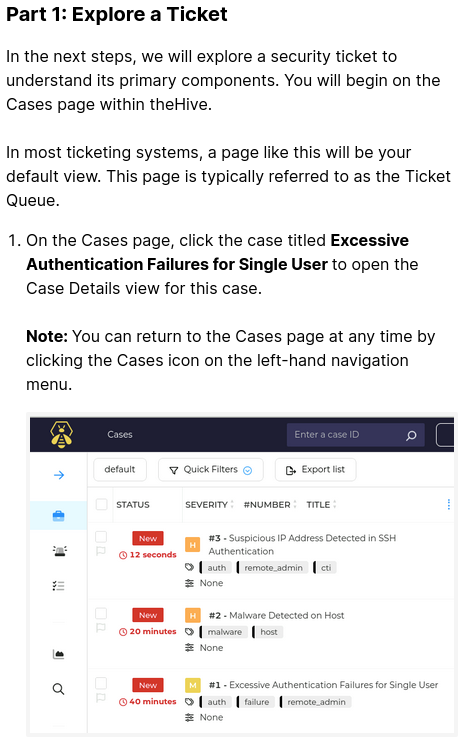 Part 1: Explore a Ticket
In the next steps, we will explore a security ticket to
understand its primary components. You will begin on the
Cases page within theHive.
In most ticketing systems, a page like this will be your
default view. This page is typically referred to as the Ticket
Queue.
1. On the Cases page, click the case titled Excessive
Authentication Failures for Single User to open the
Case Details view for this case.
Note: You can return to the Cases page at any time by
clicking the Cases icon on the left-hand navigation
menu.
Cases
Enter a case ID
default
Quick Filters
Export list
STATUS SEVERITY #NUMBER TITLE
New H #3 - Suspicious IP Address Detected in SSH
Authentication
12 seconds
auth remote_admin cti
None
New H #2 - Malware Detected on Host
20 minutes malware host
None
New M #1 - Excessive Authentication Failures for Single User
40 minutes auth failure remote_admin
None